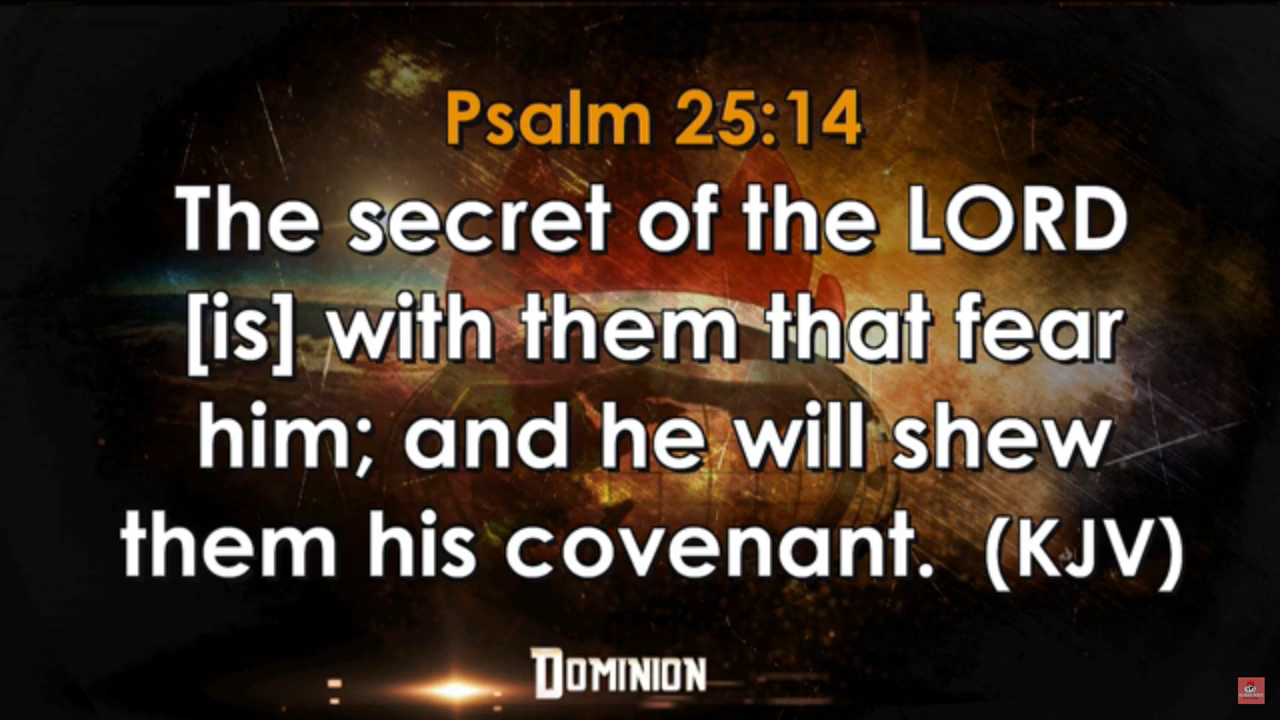 Psalm 25:14
The secret of the LORD
[is] with them that fear
him; and he will shew
them his covenant. (KJV)
DOMINION